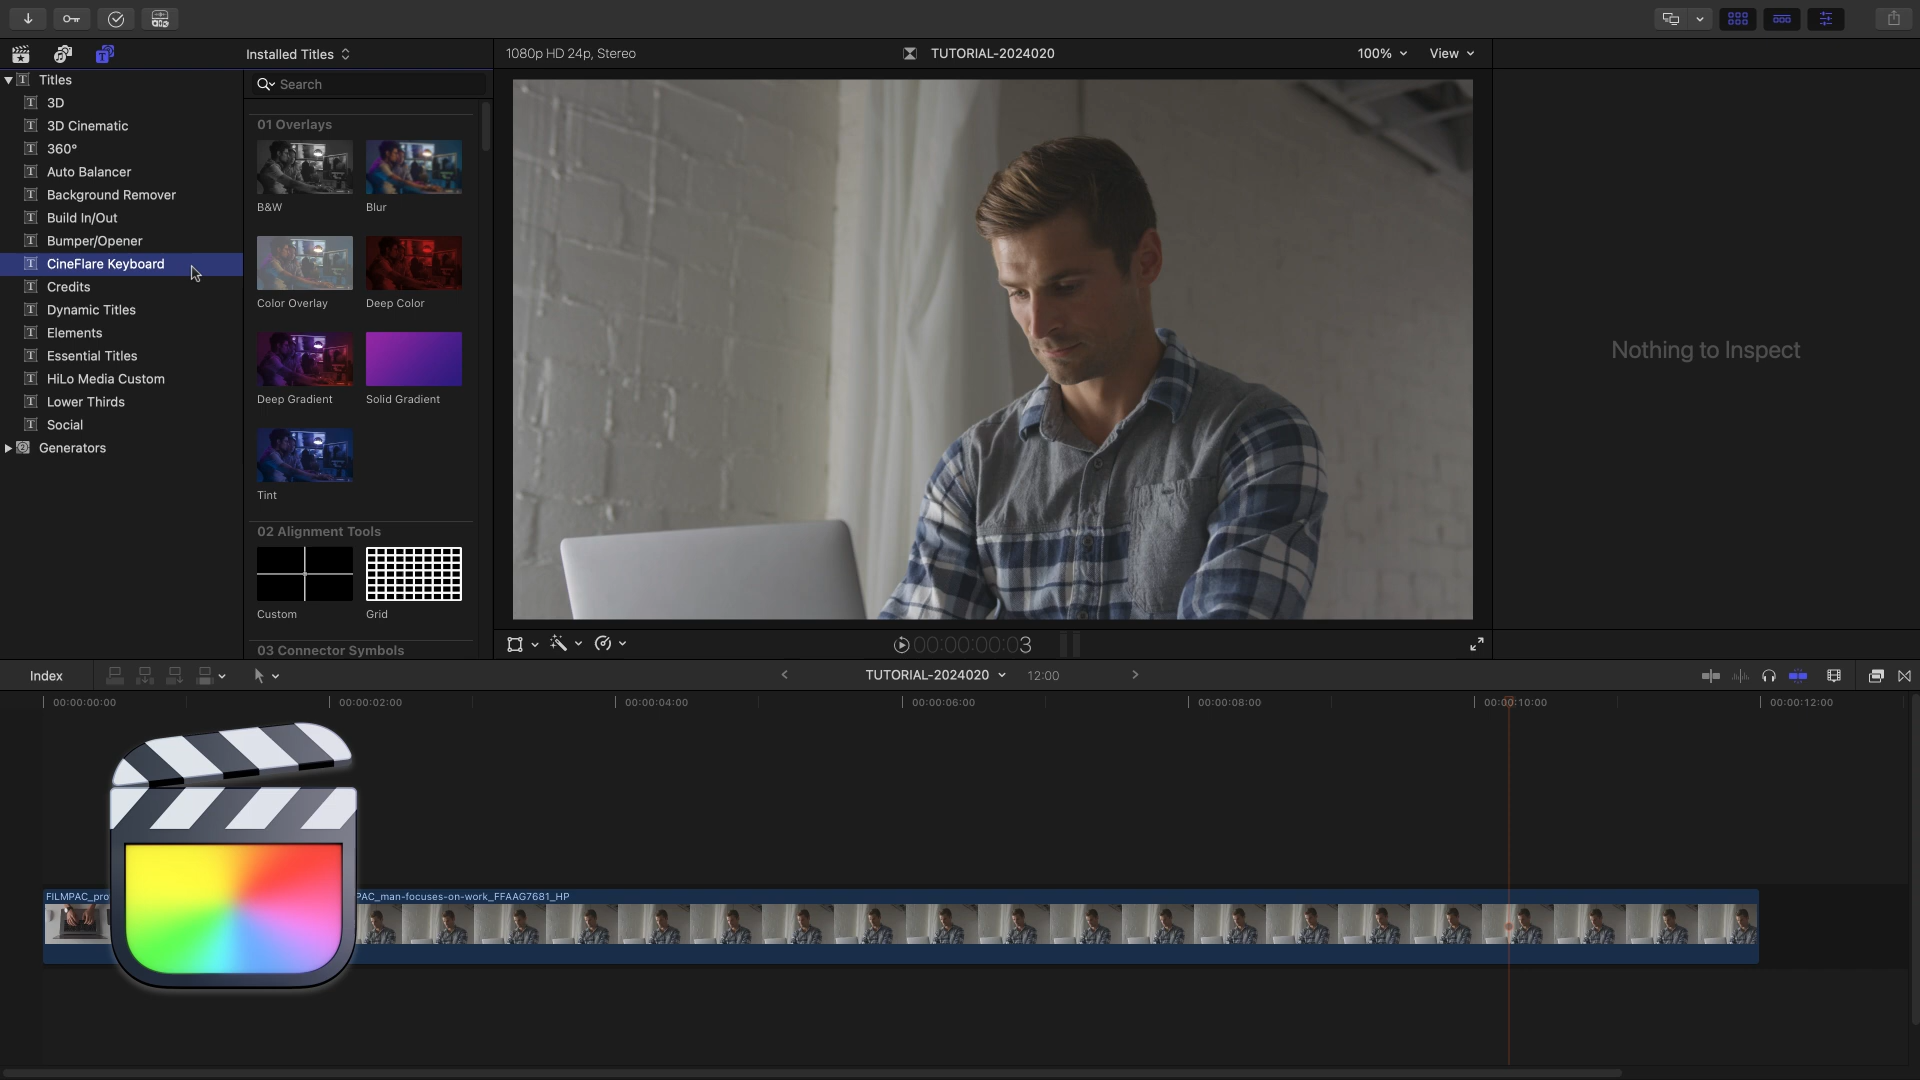 Installed Titles
1080p HD 24p, Stereo
TUTORIAL-2024020
100%
View
Titles
3D
3D Cinematic
360°
Auto Balancer
Background Remover
Build In/Out
Bumper/Opener
CineFlare Keyboard
Credits
Dynamic Titles
Elements
Essential Titles
HiLo Media Custom
Lower Thirds
Social
Generators
Search
01 Overlays
B&W
Blur
Color Overlay
Deep Color
Deep Gradient
Solid Gradient
Tint
02 Alignment Tools
Custom
Grid
03 Connector Symbols
Nothing to Inspect
00:00:00:03
Index
TUTORIAL-2024020
12:00
00:00:00:00
00:00:02:00
00:00:04:00
00:00:06:00
00:00:08:00
00:00:10:00
00:00:12:00
FILMPAC_pro
PAC_man-focuses-on-work_FFAAG7681_HP